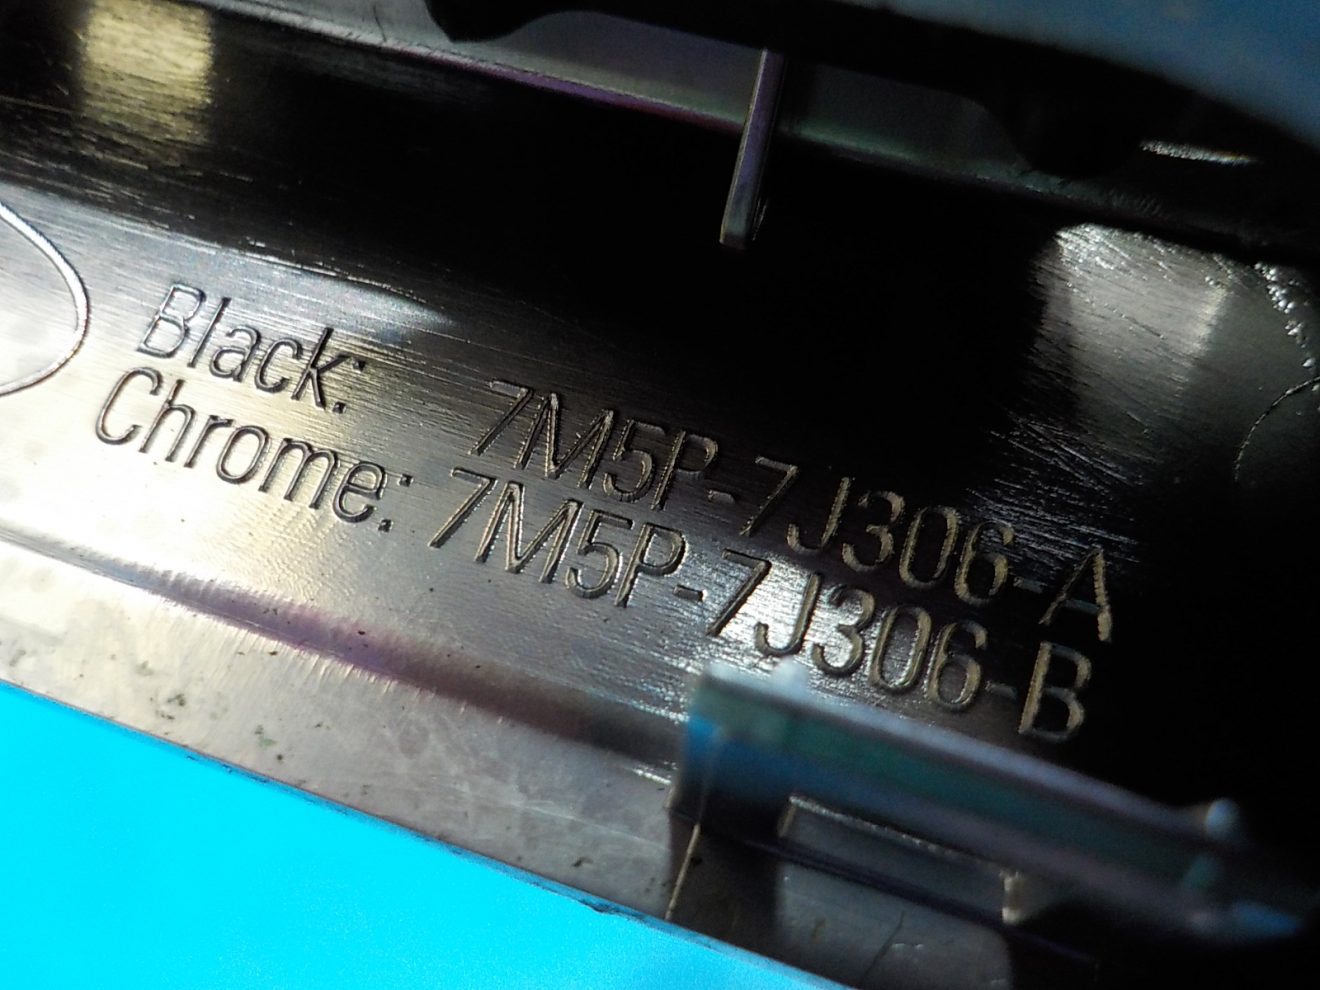 Black: 7M5P-7J306-A
Chrome: 7M5P-7J306-B